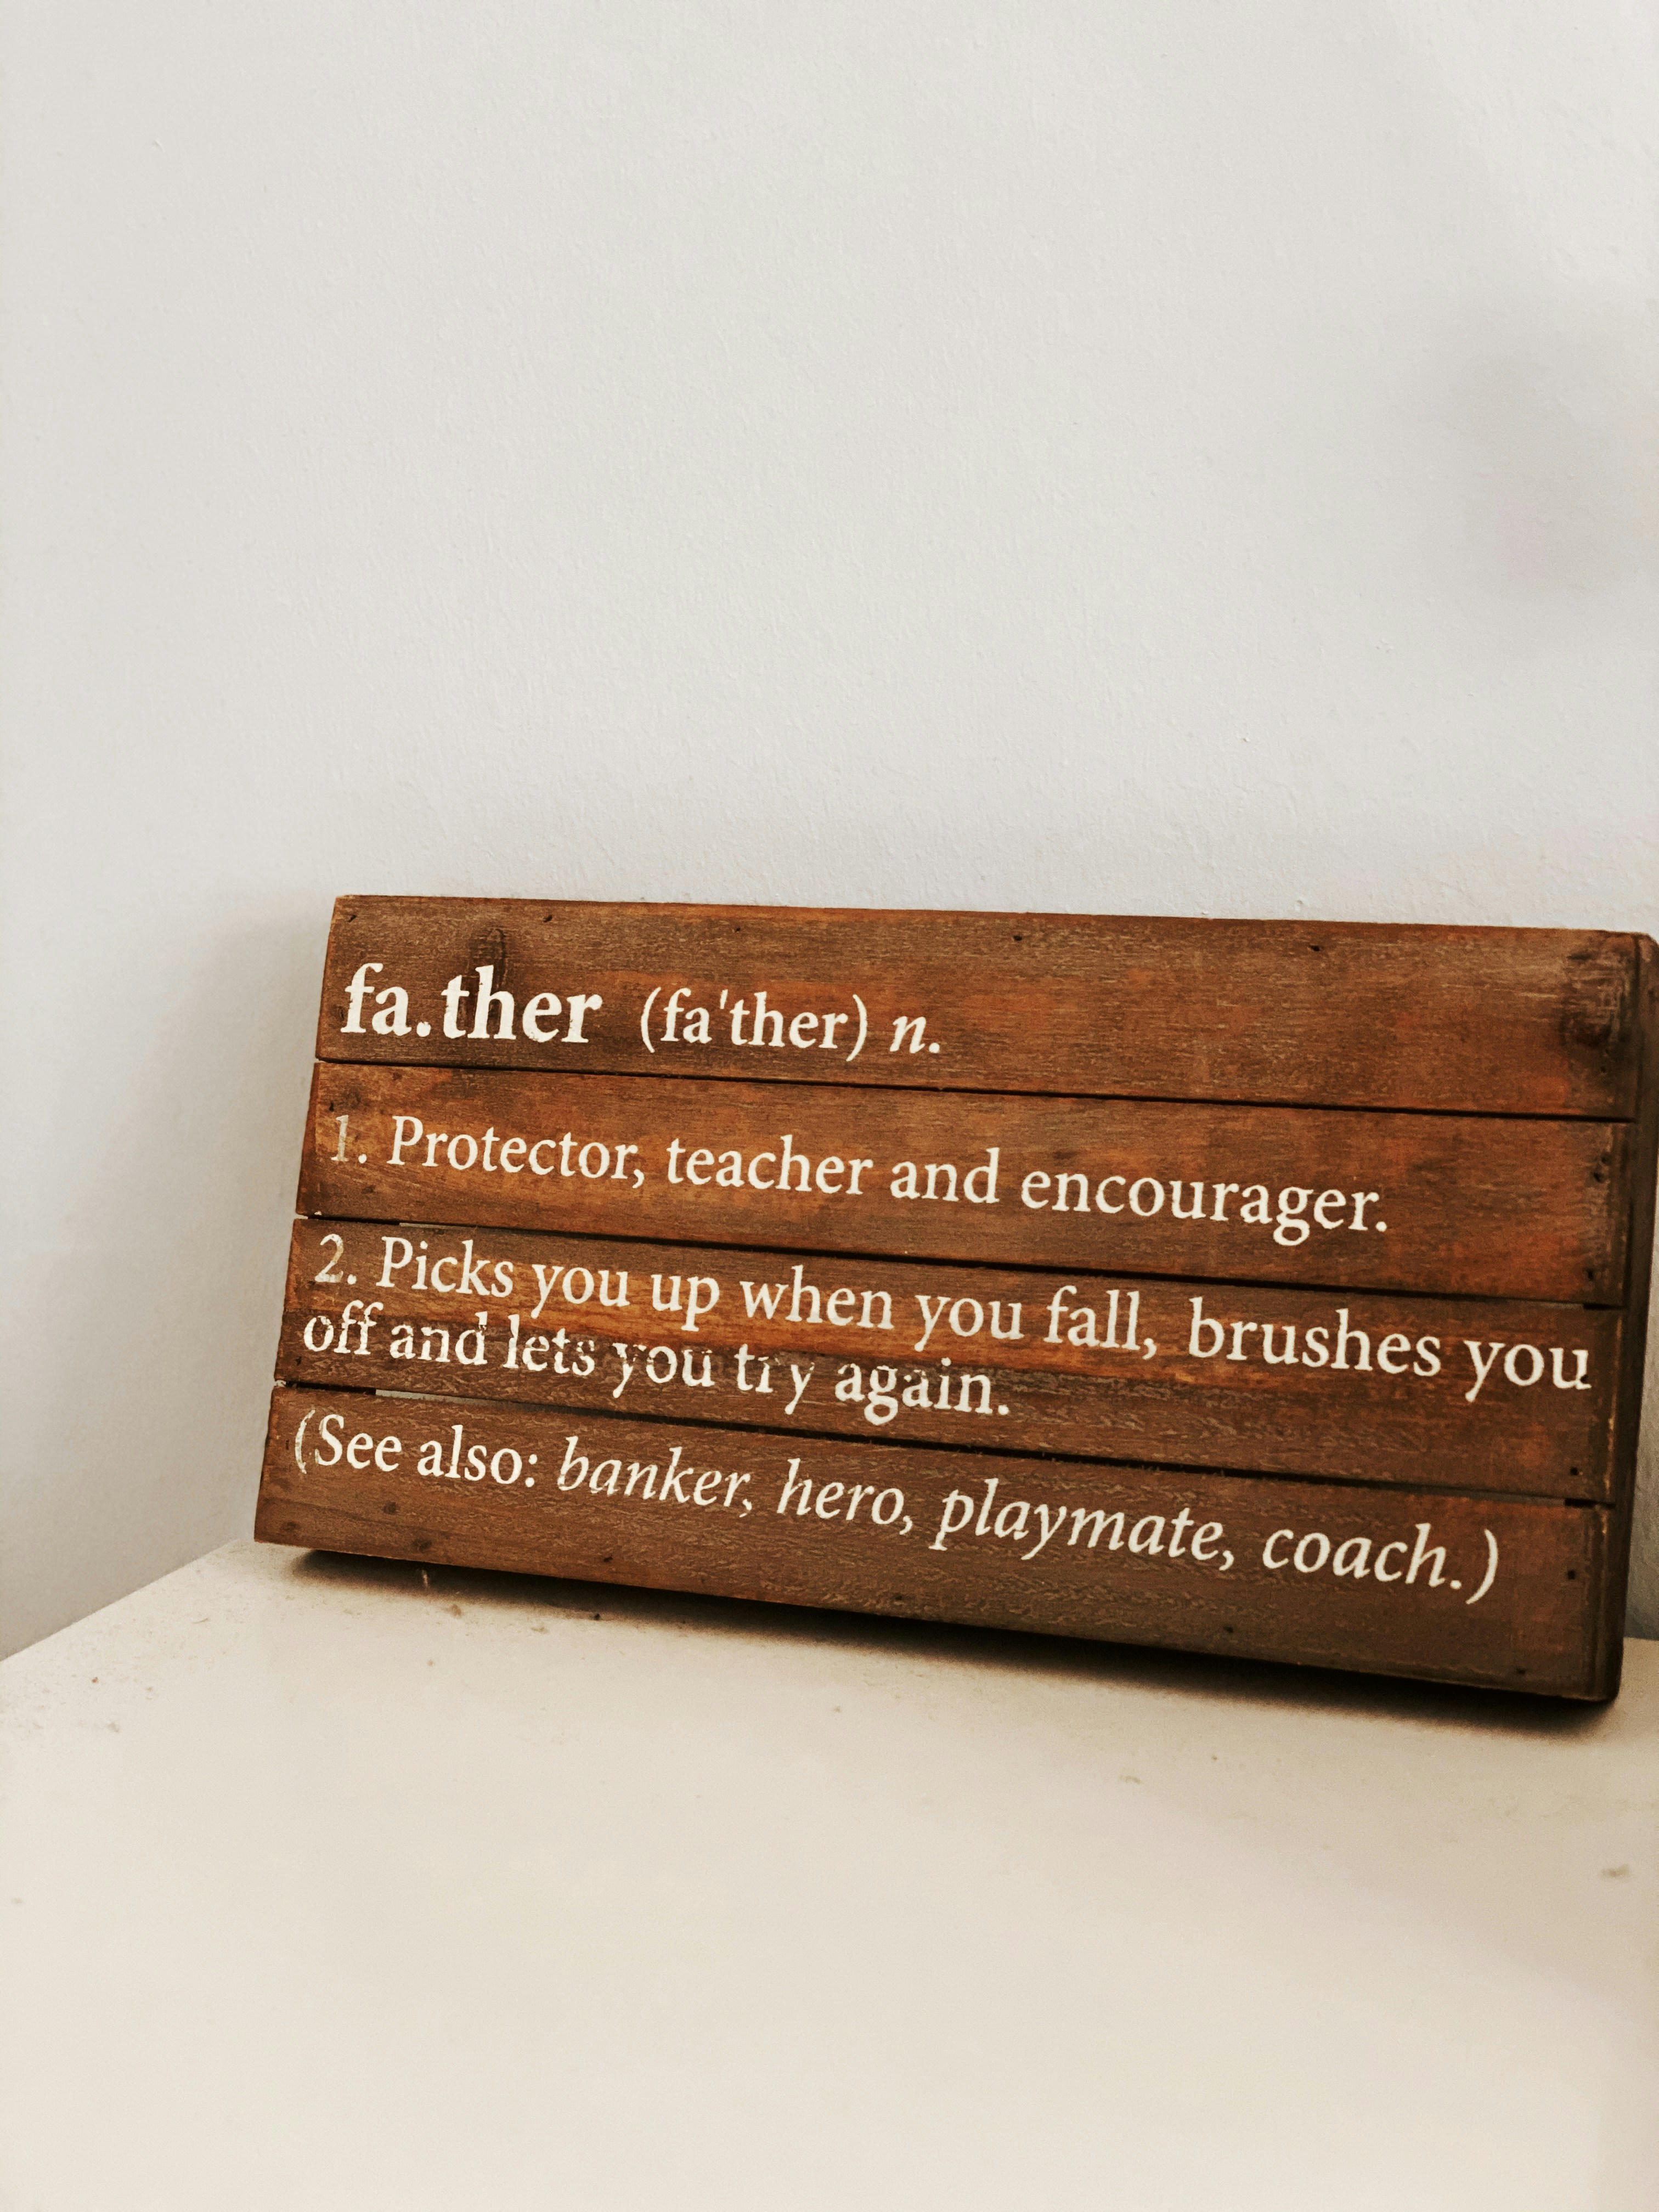 fa.ther (fa'ther) n.
1. Protector, teacher and encourager.
2. Picks you up when you fall, brushes you
off and lets you try again.
(See also: banker, hero, playmate, coach.)